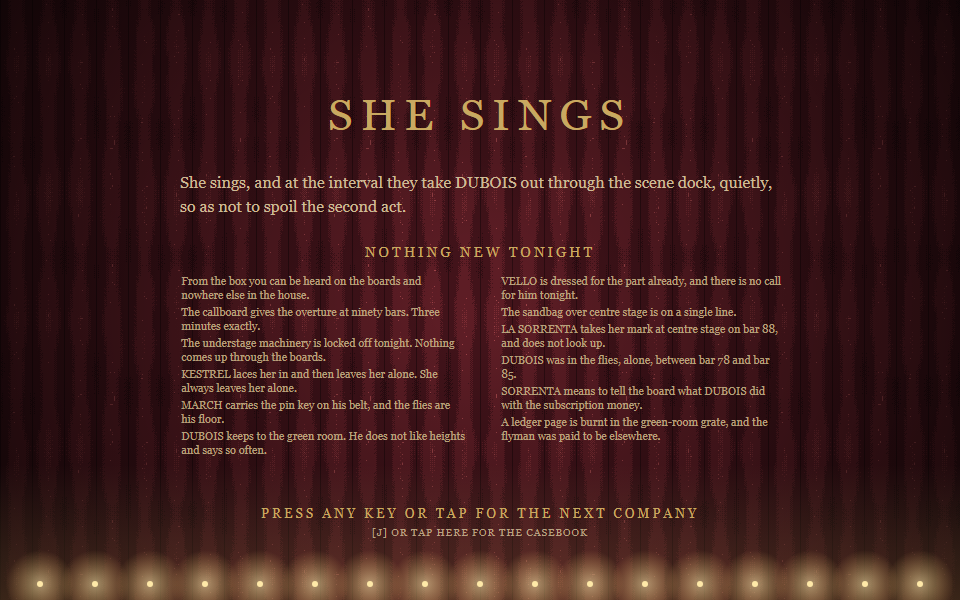 SHE SINGS
She sings, and at the interval they take DUBOIS out through the scene dock, quietly,
so as not to spoil the second act.
NOTHING NEW TONIGHT
From the box you can be heard on the boards and
nowhere else in the house.
The callboard gives the overture at ninety bars. Three
minutes exactly.
The understage machinery is locked off tonight. Nothing
comes up through the boards.
KESTREL laces her in and then leaves her alone. She
always leaves her alone.
MARCH carries the pin key on his belt, and the flies are
his floor.
DUBOIS keeps to the green room. He does not like heights
and says so often.
VELLO is dressed for the part already, and there is no call
for him tonight.
The sandbag over centre stage is on a single line.
LA SORRENTA takes her mark at centre stage on bar 88,
and does not look up.
DUBOIS was in the flies, alone, between bar 78 and bar
85.
SORRENTA means to tell the board what DUBOIS did
with the subscription money.
A ledger page is burnt in the green-room grate, and the
flyman was paid to be elsewhere.
PRESS ANY KEY OR TAP FOR THE NEXT COMPANY
[J] OR TAP HERE FOR THE CASEBOOK